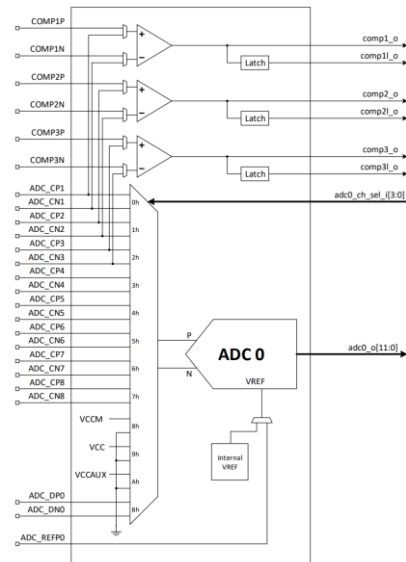 COMP1P
comp1_o
COMP1N
Latch
comp1l_o
COMP2P
comp2_o
COMP2N
Latch
comp2l_o
COMP3P
comp3_o
COMP3N
Latch
comp3l_o
ADC_CP1
0h
adc0_ch_sel_i[3:0]
ADC_CN1
ADC_CP2
1h
ADC_CN2
ADC_CP3
2h
ADC_CN3
ADC_CP4
3h
ADC_CN4
ADC_CP5
4h
ADC_CN5
ADC_CP6
5h
P
ADC_CN6
ADC 0
adc0_o[11:0]
ADC_CP7
6h
N
ADC_CN7
VREF
ADC_CP8
7h
ADC_CN8
VCCM
8h
VCC
9h
Internal
VREF
VCCAUX
Ah
ADC_DP0
Bh
ADC_DN0
ADC_REFP0